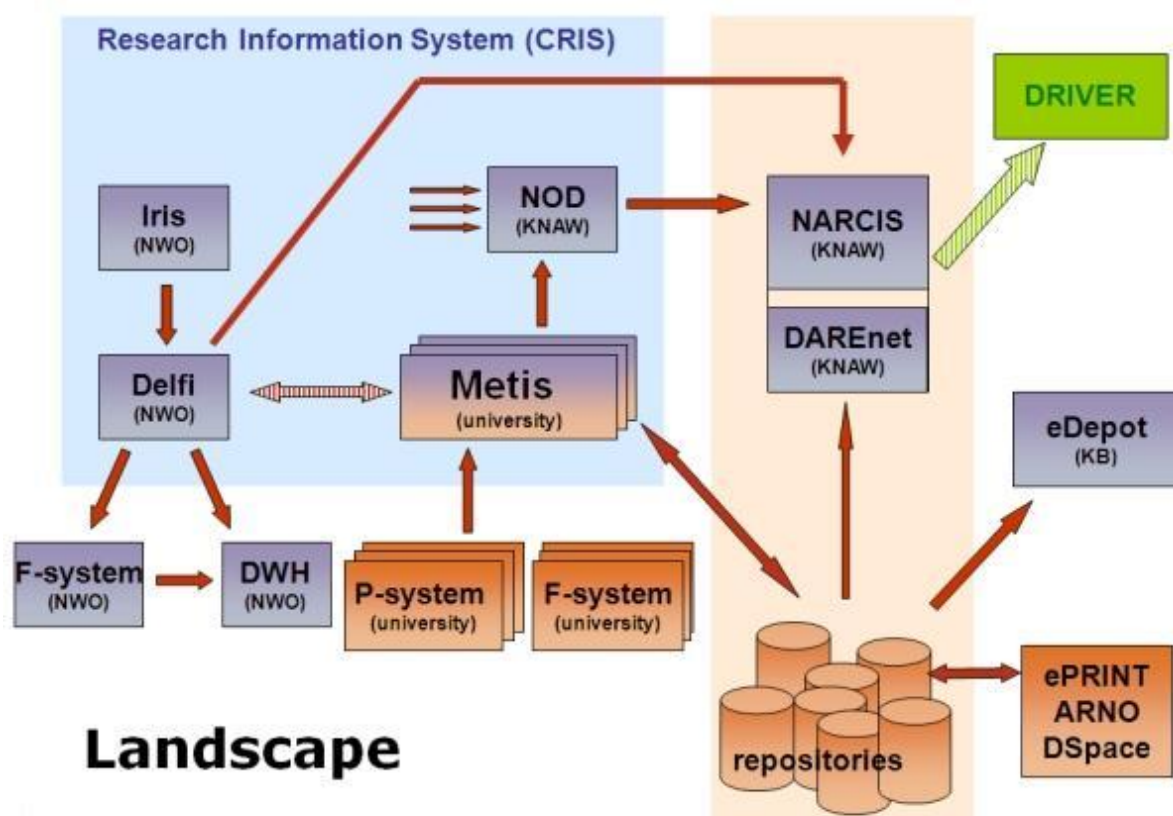 Research Information System (CRIS)
DRIVER
Iris
(NWO)
NOD
(KNAW)
NARCIS
(KNAW)
DAREnet
(KNAW)
Delfi
(NWO)
Metis
(university)
eDepot
(KB)
F-system
(NWO)
DWH
(NWO)
P-system
(university)
F-system
(university)
ePRINT
ARNO
DSpace
repositories
Landscape